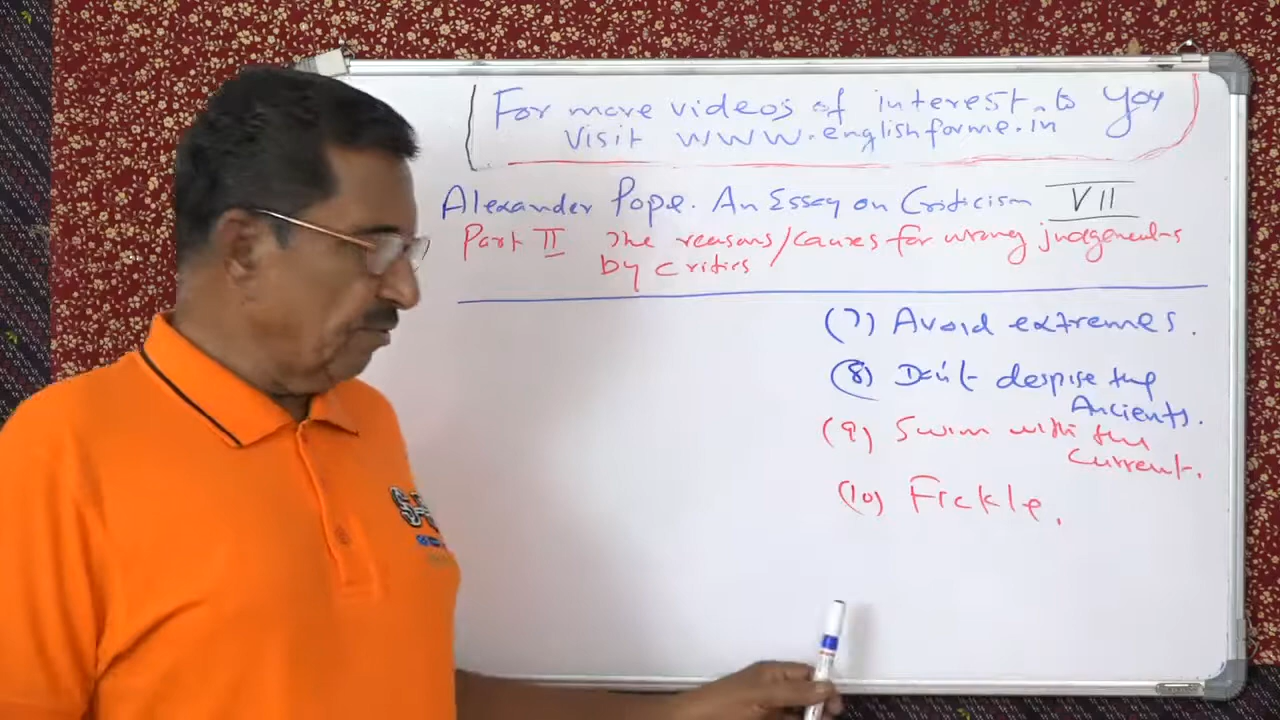 For more videos of interest to you
Visit www.englishforme.in
Alexander Pope. An Essay on Criticism VII
Part II The reasons/causes for wrong judgements
by critics
(7) Avoid extremes.
(8) Don't despise the
Ancients.
(9) Swim with the
current.
(10) Fickle.